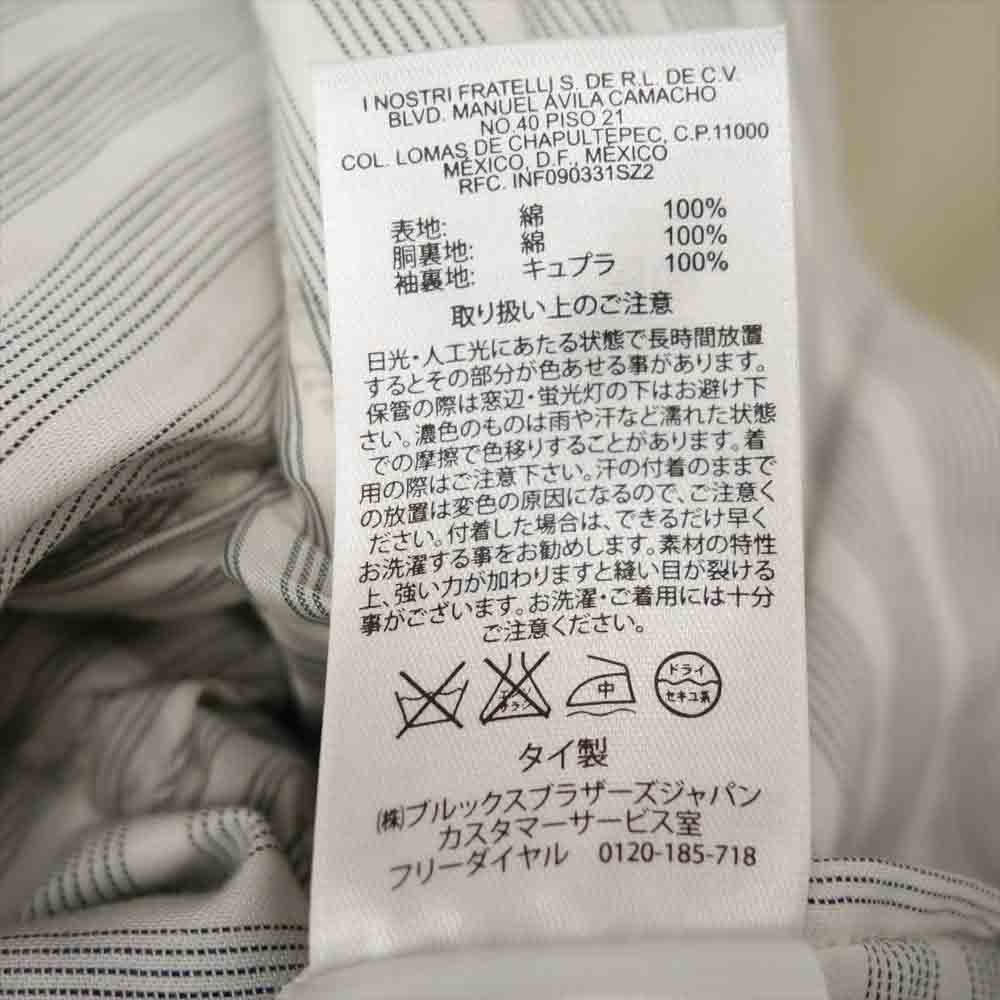 I NOSTRI FRATELLI S. DE R.L. DE C.V.
BLVD. MANUEL ÁVILA CAMACHO
NO.40 PISO 21
COL. LOMAS DE CHAPULTEPEC, C.P.11000
MÉXICO, D.F., MÉXICO
RFC. INF090331SZ2
表地: 綿 100%
胴裏地: 綿 100%
袖裏地: キュプラ 100%
取り扱い上のご注意
日光・人工光にあたる状態で長時間放置
するとその部分が色あせる事があります。
保管の際は窓辺・蛍光灯の下はお避け下
さい。濃色のものは雨や汗など濡れた状態
での摩擦で色移りすることがあります。着
用の際はご注意下さい。汗の付着のままで
の放置は変色の原因になるので、ご注意く
ださい。付着した場合は、できるだけ早く
お洗濯する事をお勧めします。素材の特性
上、強い力が加わりますと縫い目が裂ける
事がございます。お洗濯・ご着用には十分
ご注意ください。
エンソ
サラシ
中
ドライ
セキユ系
タイ製
(株)ブルックスブラザーズジャパン
カスタマーサービス室
フリーダイヤル 0120-185-718